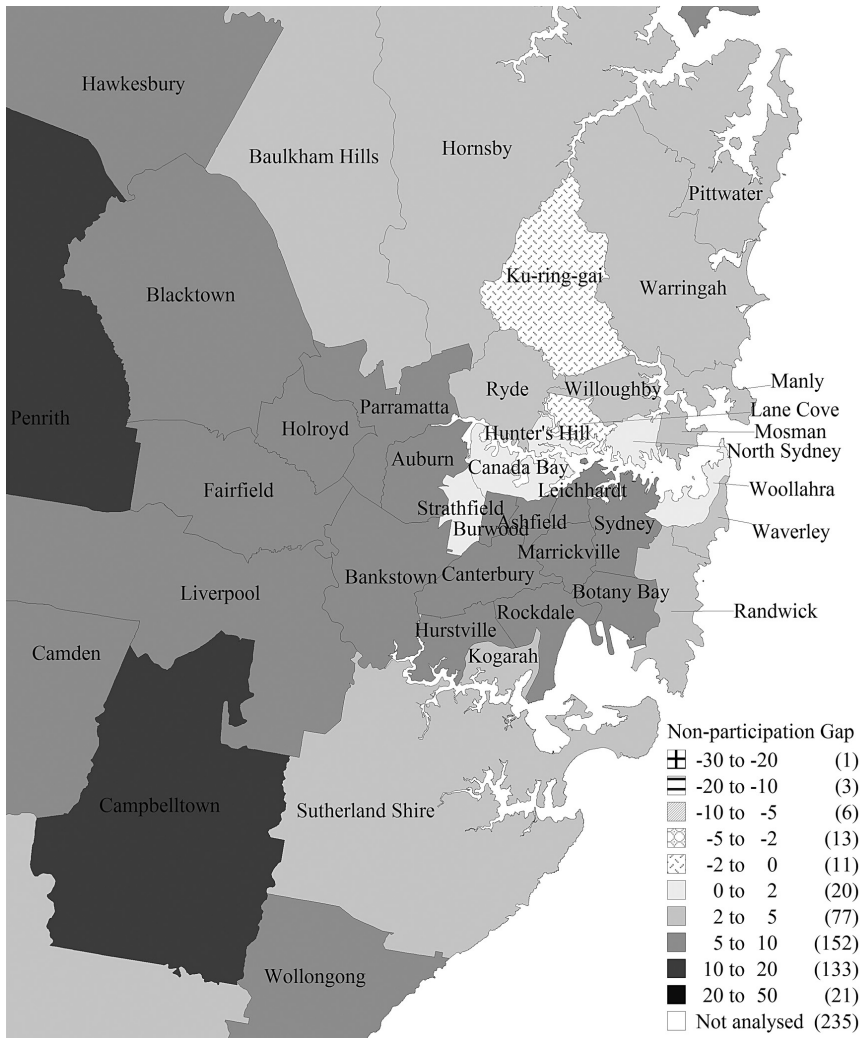 Hawkesbury
Baulkham Hills
Hornsby
Pittwater
Ku-ring-gai
Warringah
Blacktown
Manly
Ryde
Willoughby
Lane Cove
Parramatta
Penrith
Holroyd
Hunter's Hill
Mosman
North Sydney
Auburn
Canada Bay
Fairfield
Leichhardt
Woollahra
Strathfield
Burwood
Ashfield
Sydney
Waverley
Marrickville
Bankstown
Canterbury
Liverpool
Botany Bay
Rockdale
Randwick
Hurstville
Camden
Kogarah
Campbelltown
Sutherland Shire
Wollongong
Non-participation Gap
-30 to -20 (1)
-20 to -10 (3)
-10 to -5 (6)
-5 to -2 (13)
-2 to 0 (11)
0 to 2 (20)
2 to 5 (77)
5 to 10 (152)
10 to 20 (133)
20 to 50 (21)
Not analysed (235)